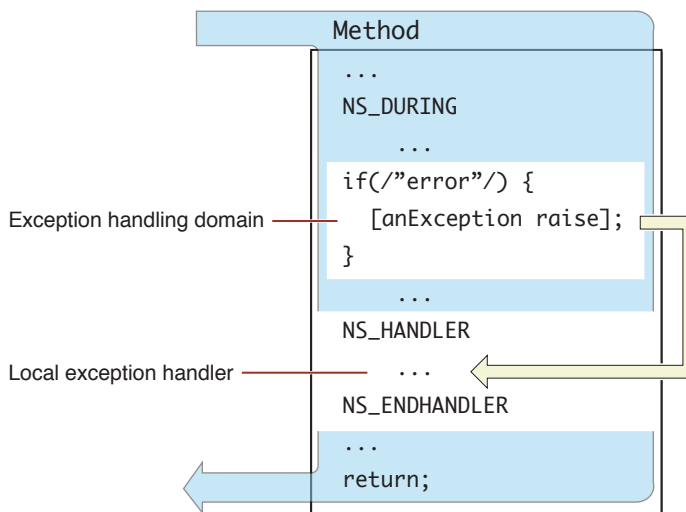 Method
...
NS_DURING
...
if(/”error”/) {
Exception handling domain
[anException raise];
}
...
NS_HANDLER
Local exception handler
...
NS_ENDHANDLER
...
return;